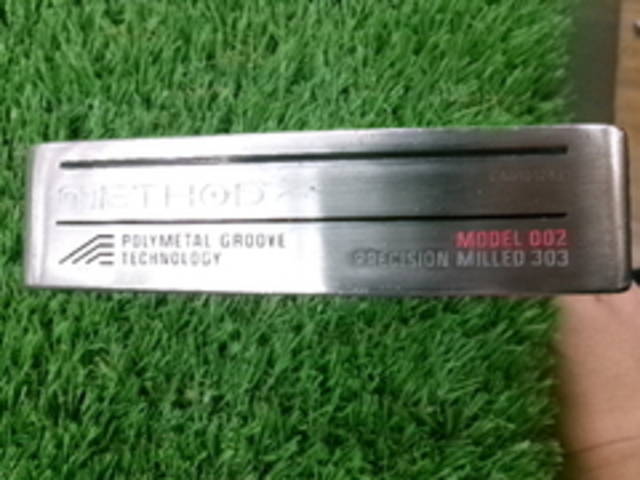 METHOD
POLYMETAL GROOVE
TECHNOLOGY
MODEL 002
PRECISION MILLED 303